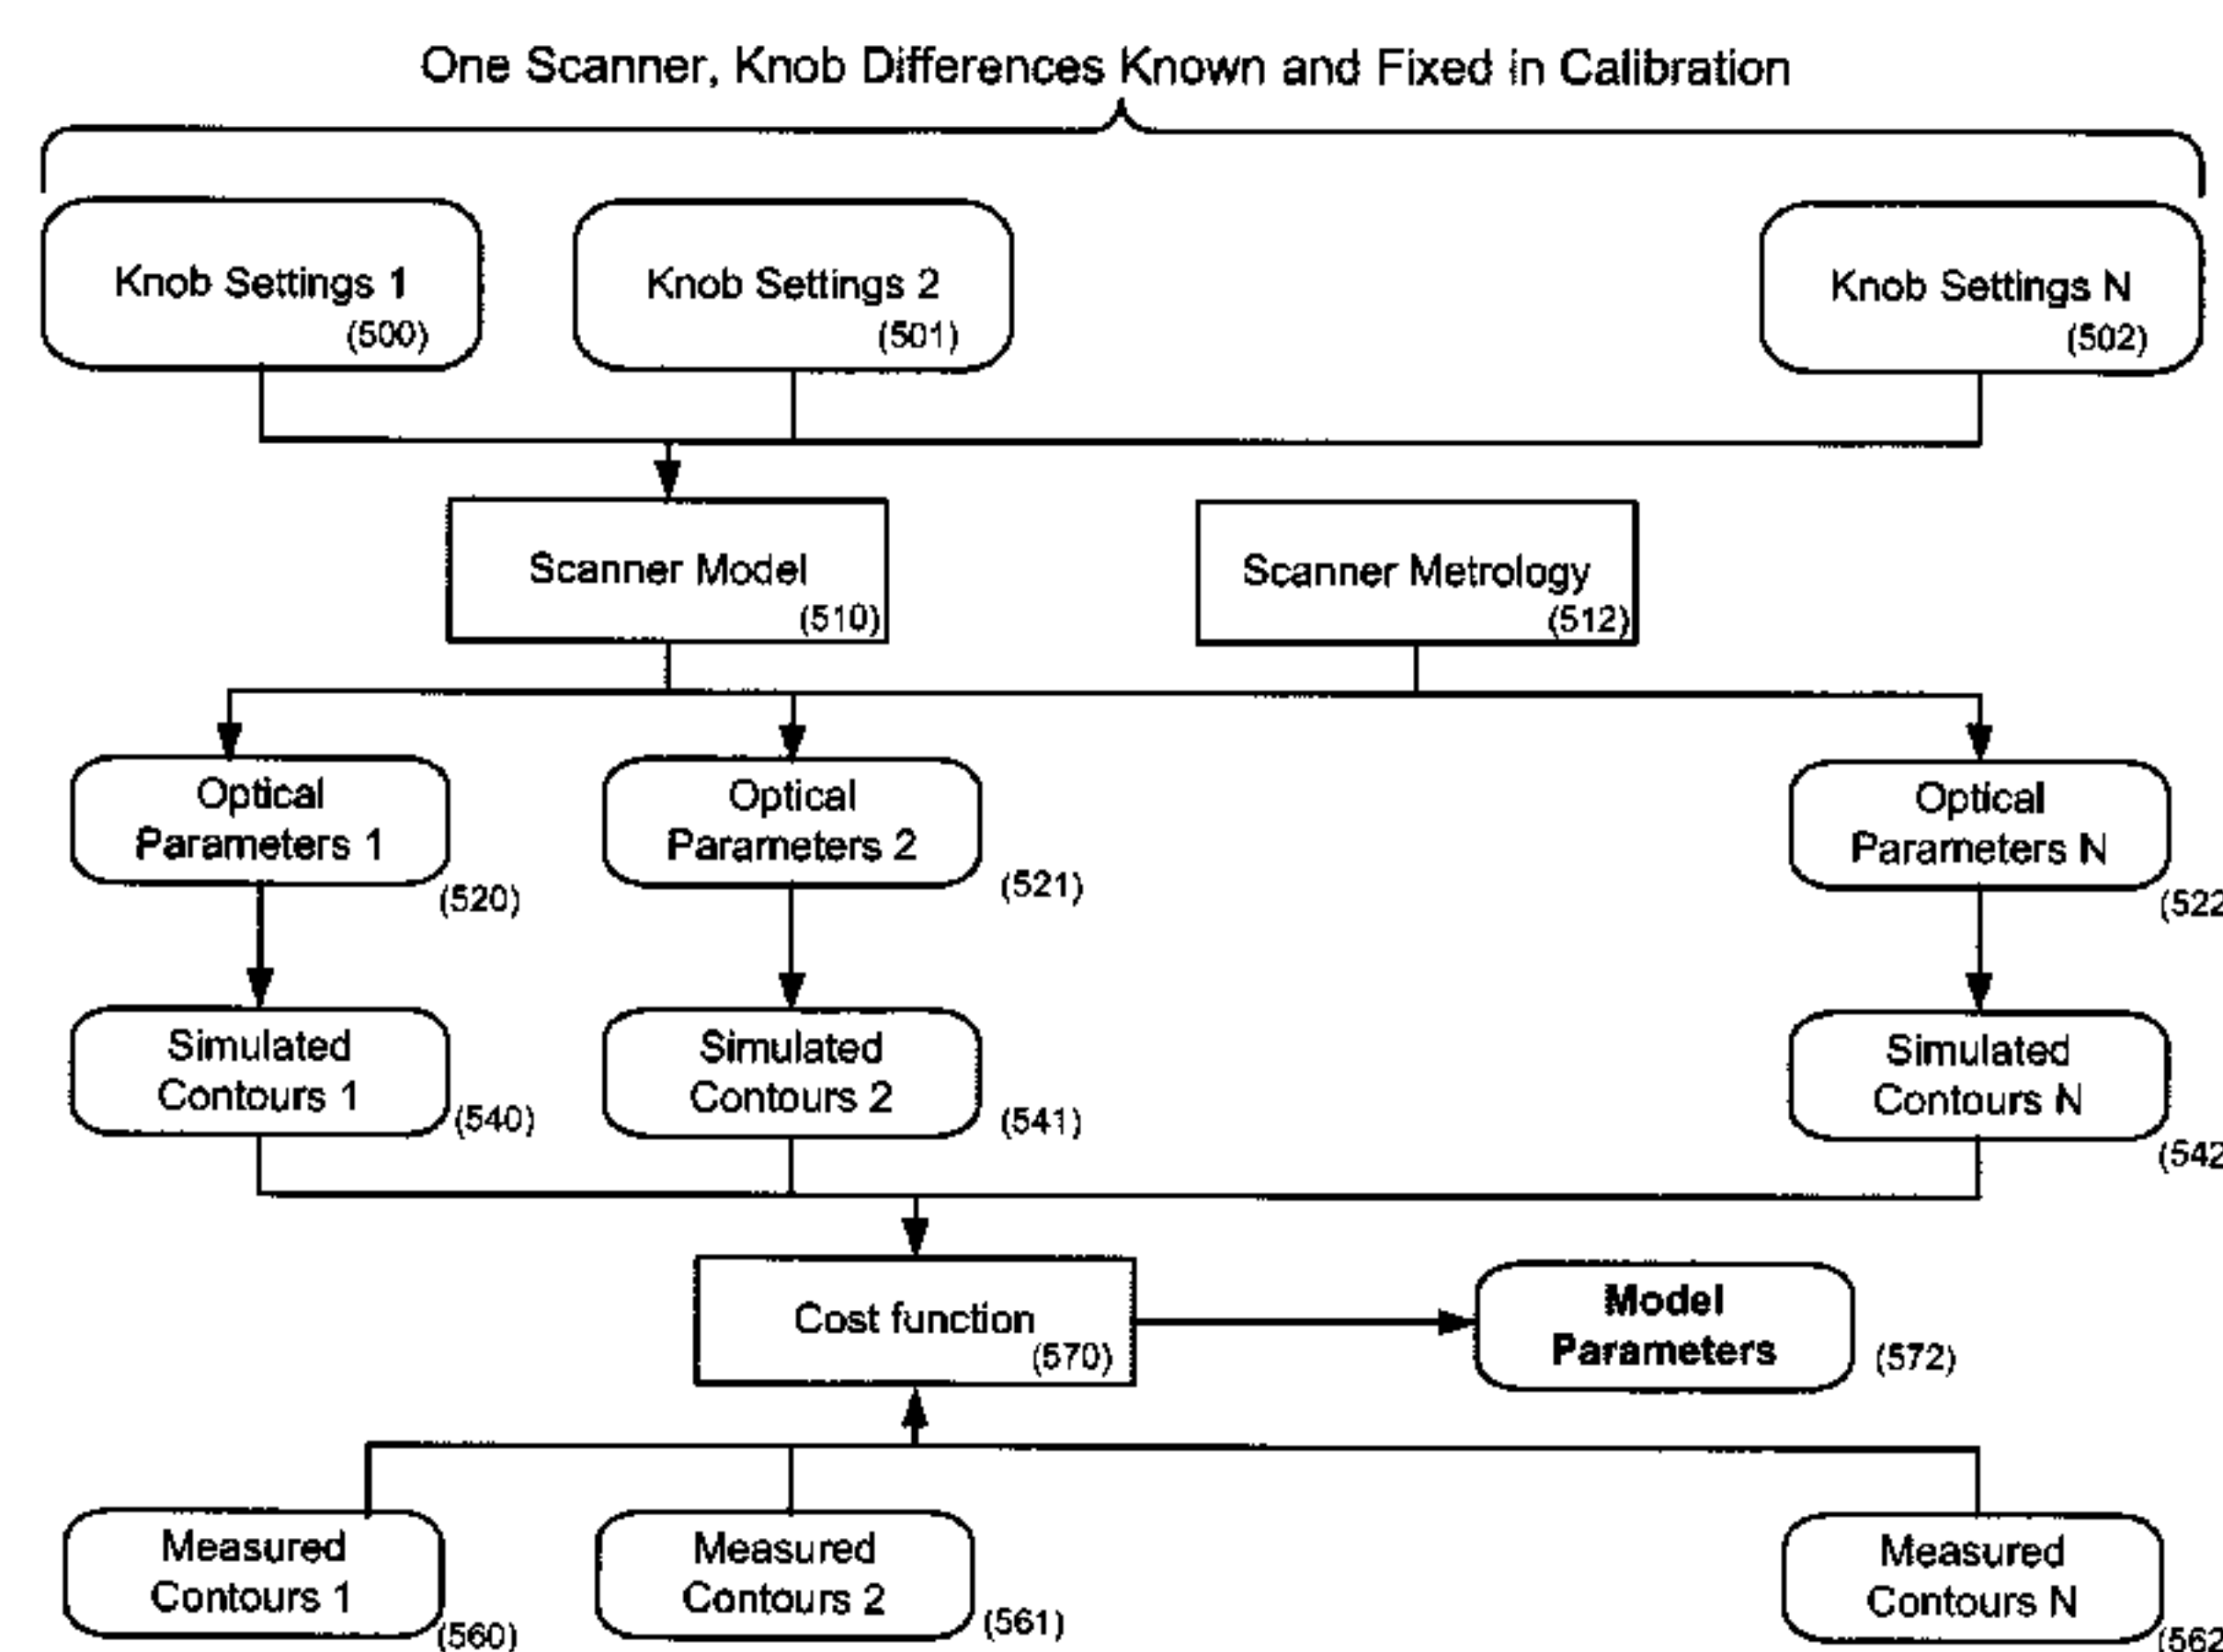 One Scanner, Knob Differences Known and Fixed in Calibration
Knob Settings 1
(500)
Knob Settings 2
(501)
Knob Settings N
(502)
Scanner Model
(510)
Scanner Metrology
(512)
Optical
Parameters 1
(520)
Optical
Parameters 2
(521)
Optical
Parameters N
(522
Simulated
Contours 1
(540)
Simulated
Contours 2
(541)
Simulated
Contours N
(542
Cost function
(570)
Model
Parameters
(572)
Measured
Contours 1
(560)
Measured
Contours 2
(561)
Measured
Contours N
(562